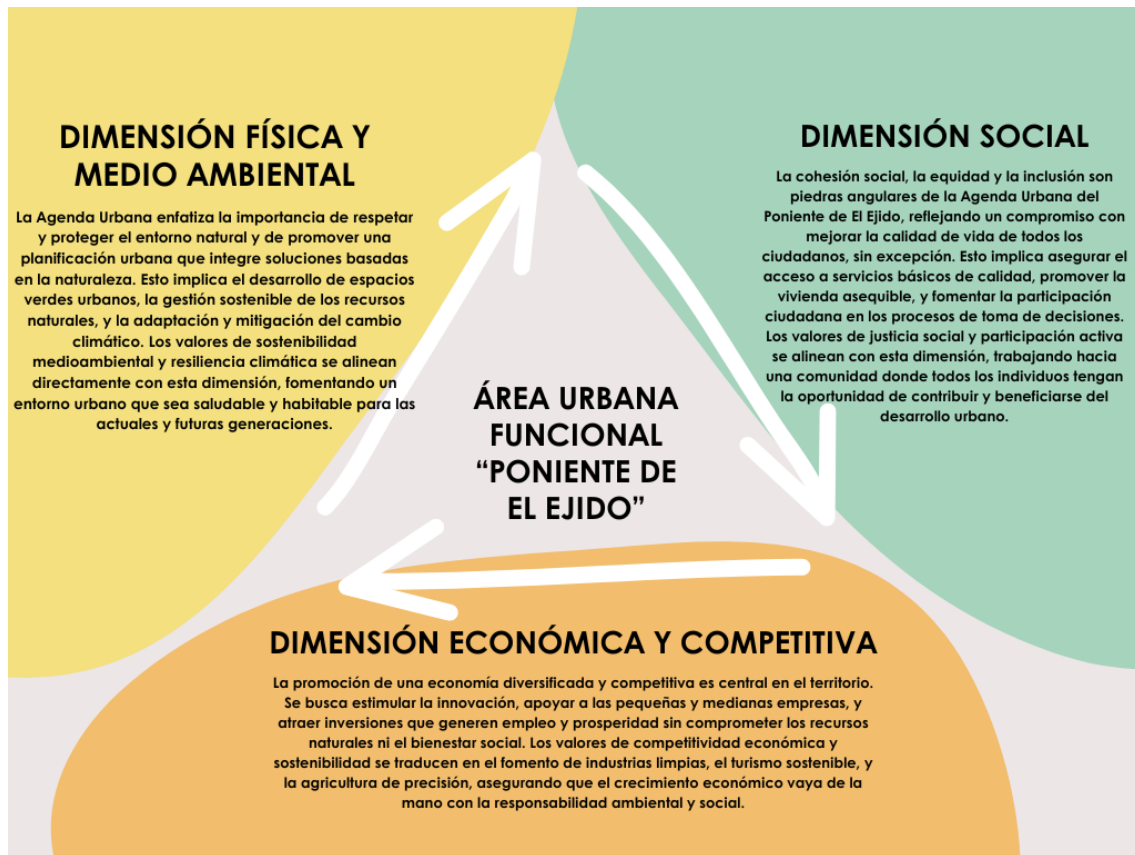 DIMENSIÓN FÍSICA Y
MEDIO AMBIENTAL
La Agenda Urbana enfatiza la importancia de respetar
y proteger el entorno natural y de promover una
planificación urbana que integre soluciones basadas
en la naturaleza. Esto implica el desarrollo de espacios
verdes urbanos, la gestión sostenible de los recursos
naturales, y la adaptación y mitigación del cambio
climático. Los valores de sostenibilidad
medioambiental y resiliencia climática se alinean
directamente con esta dimensión, fomentando un
entorno urbano que sea saludable y habitable para las
actuales y futuras generaciones.
DIMENSIÓN SOCIAL
La cohesión social, la equidad y la inclusión son
piedras angulares de la Agenda Urbana del
Poniente de El Ejido, reflejando un compromiso con
mejorar la calidad de vida de todos los
ciudadanos, sin excepción. Esto implica asegurar el
acceso a servicios básicos de calidad, promover la
vivienda asequible, y fomentar la participación
ciudadana en los procesos de toma de decisiones.
Los valores de justicia social y participación activa
se alinean con esta dimensión, trabajando hacia
una comunidad donde todos los individuos tengan
la oportunidad de contribuir y beneficiarse del
desarrollo urbano.
ÁREA URBANA
FUNCIONAL
“PONIENTE DE
EL EJIDO”
DIMENSIÓN ECONÓMICA Y COMPETITIVA
La promoción de una economía diversificada y competitiva es central en el territorio.
Se busca estimular la innovación, apoyar a las pequeñas y medianas empresas, y
atraer inversiones que generen empleo y prosperidad sin comprometer los recursos
naturales ni el bienestar social. Los valores de competitividad económica y
sostenibilidad se traducen en el fomento de industrias limpias, el turismo sostenible, y
la agricultura de precisión, asegurando que el crecimiento económico vaya de la
mano con la responsabilidad ambiental y social.